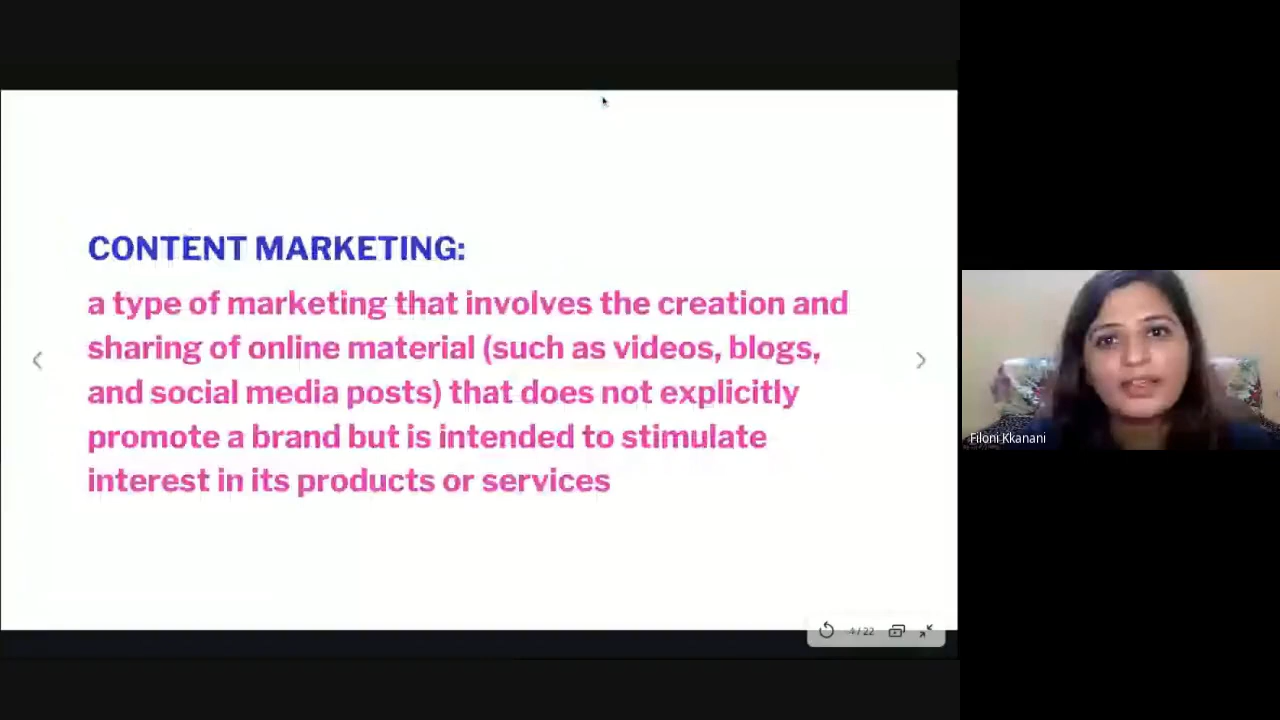 CONTENT MARKETING:
a type of marketing that involves the creation and
sharing of online material (such as videos, blogs,
and social media posts) that does not explicitly
promote a brand but is intended to stimulate
interest in its products or services
Filoni Kkanani
/ 22